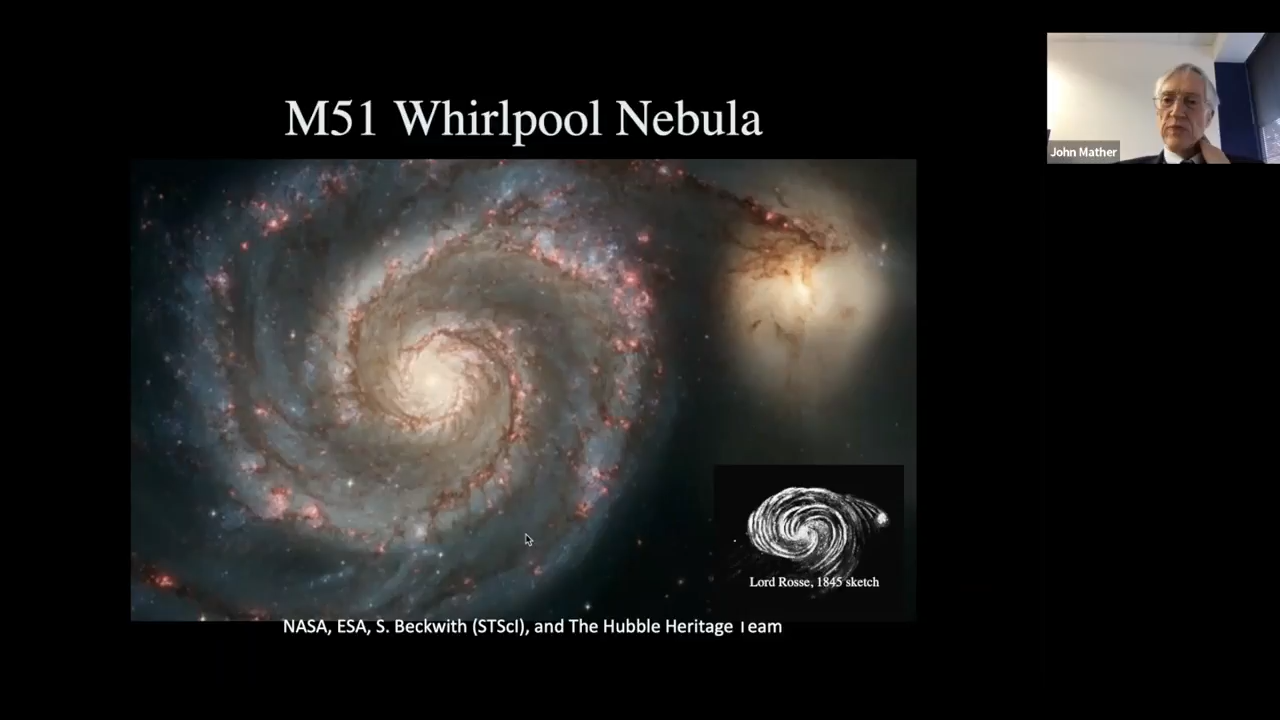 M51 Whirlpool Nebula
John Mather
Lord Rosse, 1845 sketch
NASA, ESA, S. Beckwith (STScI), and The Hubble Heritage Team